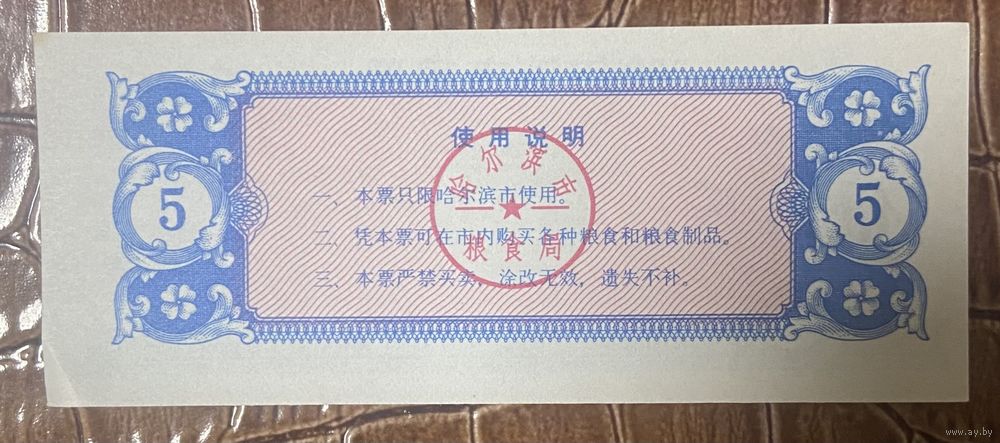 使用说明
哈尔滨市
一、本票只限哈尔滨市使用。
5
5
二、凭本票可在市内购买各种粮食和粮食制品。
粮食局
三、本票严禁买卖，涂改无效，遗失不补。
www.ay.by